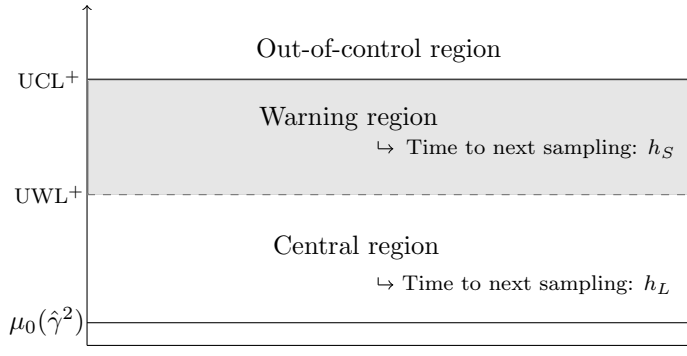 Out-of-control region
UCL⁺
Warning region
↪ Time to next sampling: h_S
UWL⁺
Central region
↪ Time to next sampling: h_L
μ₀(γ̂²)